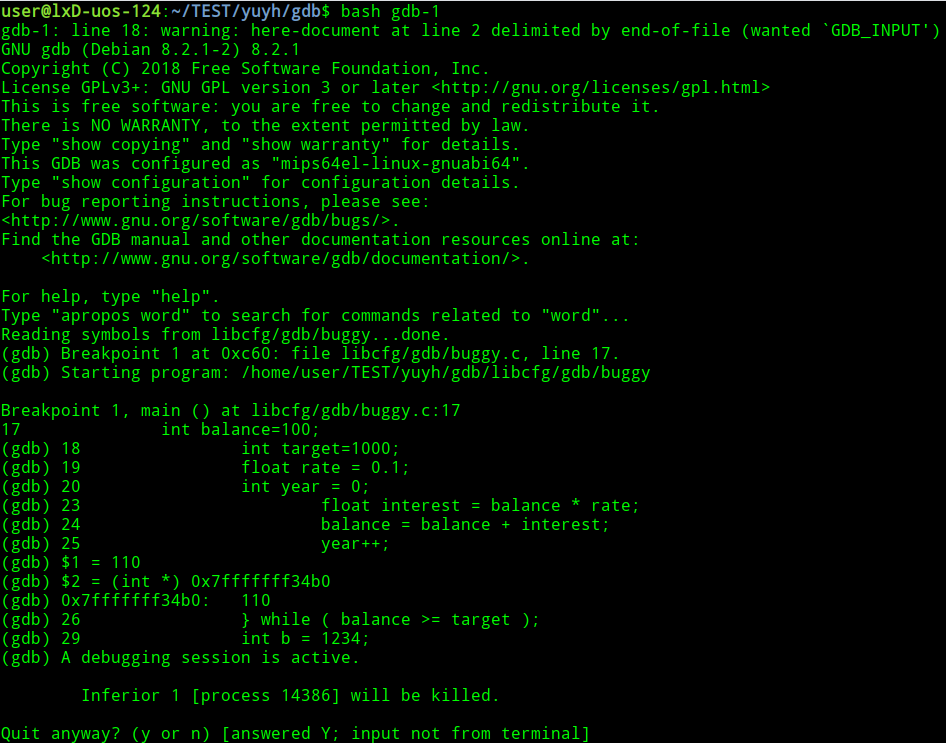 user@lxD-uos-124:~/TEST/yuyh/gdb$ bash gdb-1
gdb-1: line 18: warning: here-document at line 2 delimited by end-of-file (wanted `GDB_INPUT')
GNU gdb (Debian 8.2.1-2) 8.2.1
Copyright (C) 2018 Free Software Foundation, Inc.
License GPLv3+: GNU GPL version 3 or later <http://gnu.org/licenses/gpl.html>
This is free software: you are free to change and redistribute it.
There is NO WARRANTY, to the extent permitted by law.
Type "show copying" and "show warranty" for details.
This GDB was configured as "mips64el-linux-gnuabi64".
Type "show configuration" for configuration details.
For bug reporting instructions, please see:
<http://www.gnu.org/software/gdb/bugs/>.
Find the GDB manual and other documentation resources online at:
    <http://www.gnu.org/software/gdb/documentation/>.

For help, type "help".
Type "apropos word" to search for commands related to "word"...
Reading symbols from libcfg/gdb/buggy...done.
(gdb) Breakpoint 1 at 0xc60: file libcfg/gdb/buggy.c, line 17.
(gdb) Starting program: /home/user/TEST/yuyh/gdb/libcfg/gdb/buggy

Breakpoint 1, main () at libcfg/gdb/buggy.c:17
17              int balance=100;
(gdb) 18                int target=1000;
(gdb) 19                float rate = 0.1;
(gdb) 20                int year = 0;
(gdb) 23                        float interest = balance * rate;
(gdb) 24                        balance = balance + interest;
(gdb) 25                        year++;
(gdb) $1 = 110
(gdb) $2 = (int *) 0x7fffffff34b0
(gdb) 0x7fffffff34b0:   110
(gdb) 26                } while ( balance >= target );
(gdb) 29                int b = 1234;
(gdb) A debugging session is active.

        Inferior 1 [process 14386] will be killed.

Quit anyway? (y or n) [answered Y; input not from terminal]